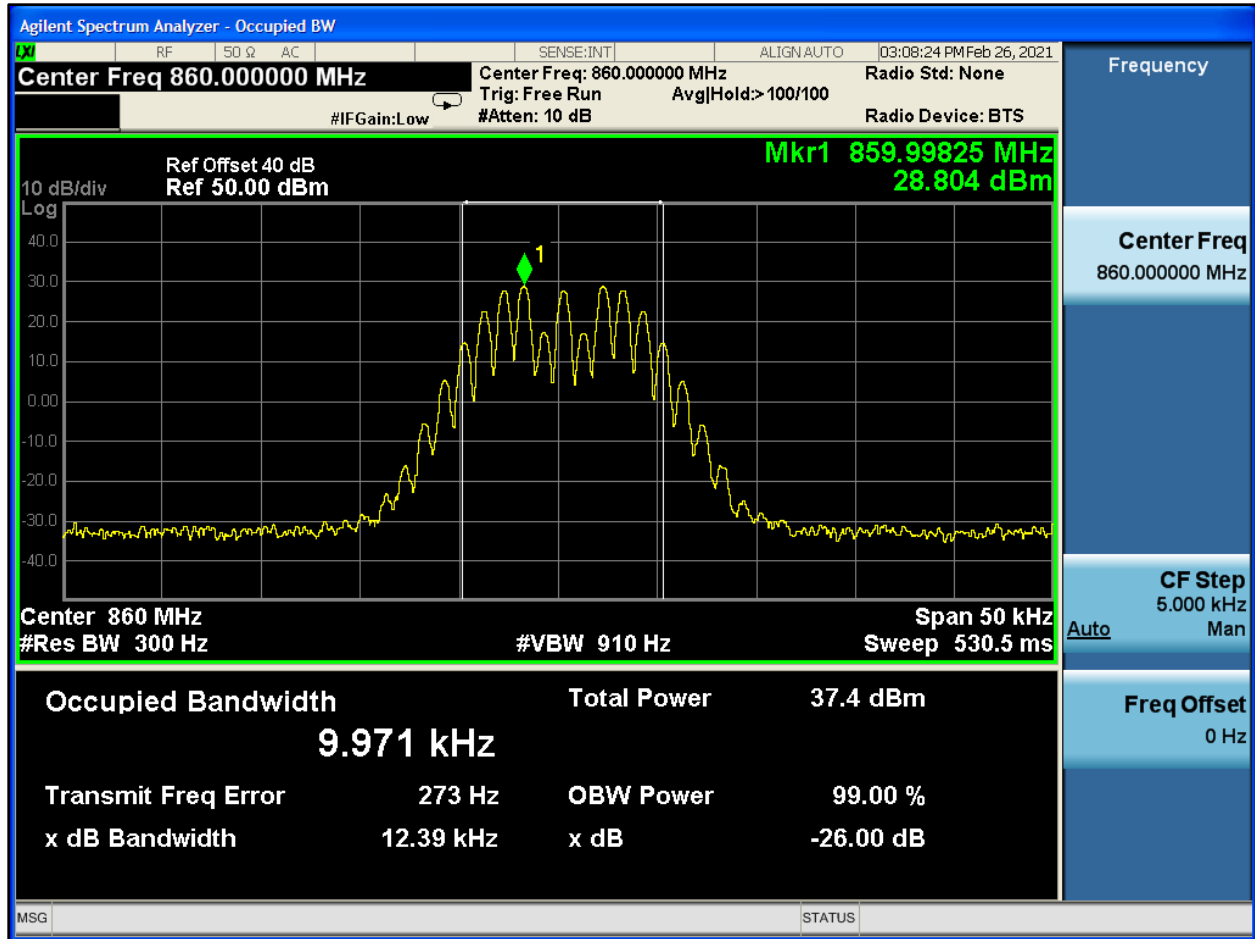 Agilent Spectrum Analyzer - Occupied BW
LXI RF 50 Ω AC SENSE:INT ALIGN AUTO 03:08:24 PM Feb 26, 2021
Center Freq 860.000000 MHz
#IFGain:Low
Center Freq: 860.000000 MHz
Trig: Free Run Avg|Hold:>100/100
#Atten: 10 dB
Radio Std: None
Radio Device: BTS
Mkr1 859.99825 MHz
28.804 dBm
Ref Offset 40 dB
10 dB/div Ref 50.00 dBm
Log
40.0
30.0
20.0
10.0
0.00
-10.0
-20.0
-30.0
-40.0
1
Center 860 MHz Span 50 kHz
#Res BW 300 Hz #VBW 910 Hz Sweep 530.5 ms
Occupied Bandwidth Total Power 37.4 dBm
9.971 kHz
Transmit Freq Error 273 Hz OBW Power 99.00 %
x dB Bandwidth 12.39 kHz x dB -26.00 dB
MSG STATUS
Frequency
Center Freq
860.000000 MHz
CF Step
5.000 kHz
Auto Man
Freq Offset
0 Hz